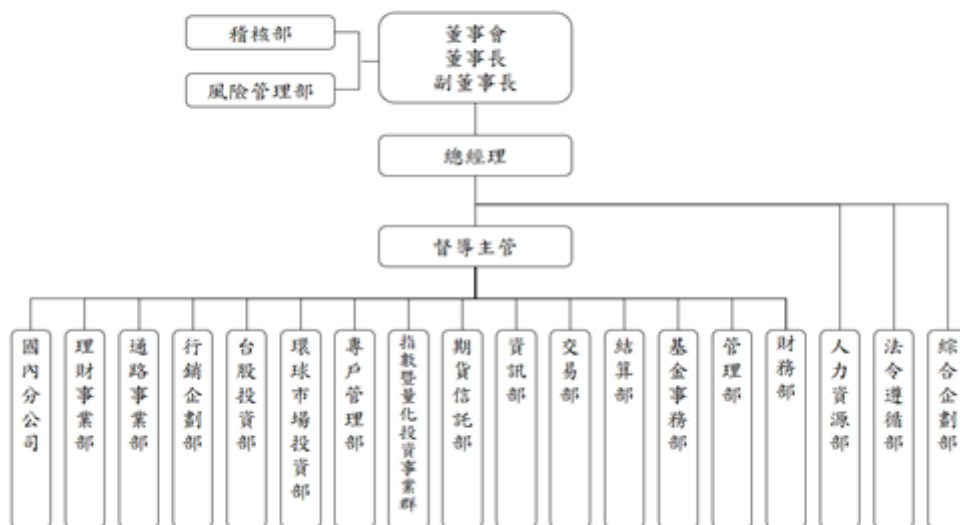 稽核部
風險管理部
董事會
董事長
副董事長
總經理
督導主管
國內分公司
理財事業部
通路事業部
行銷企劃部
台股投資部
環球市場投資部
專戶管理部
指數暨量化投資事業群
期貨信託部
資訊部
交易部
結算部
基金事務部
管理部
財務部
人力資源部
法令遵循部
綜合企劃部